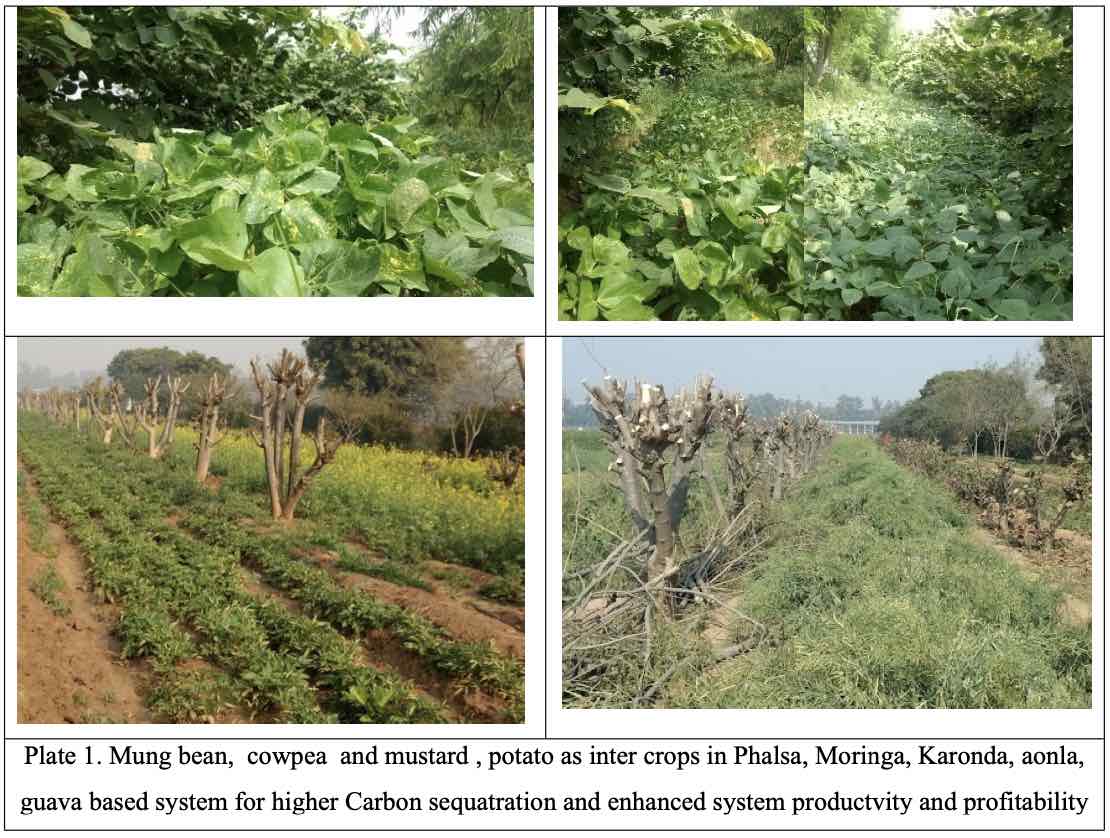 Plate 1. Mung bean, cowpea and mustard , potato as inter crops in Phalsa, Moringa, Karonda, aonla,
guava based system for higher Carbon sequatration and enhanced system productvity and profitability